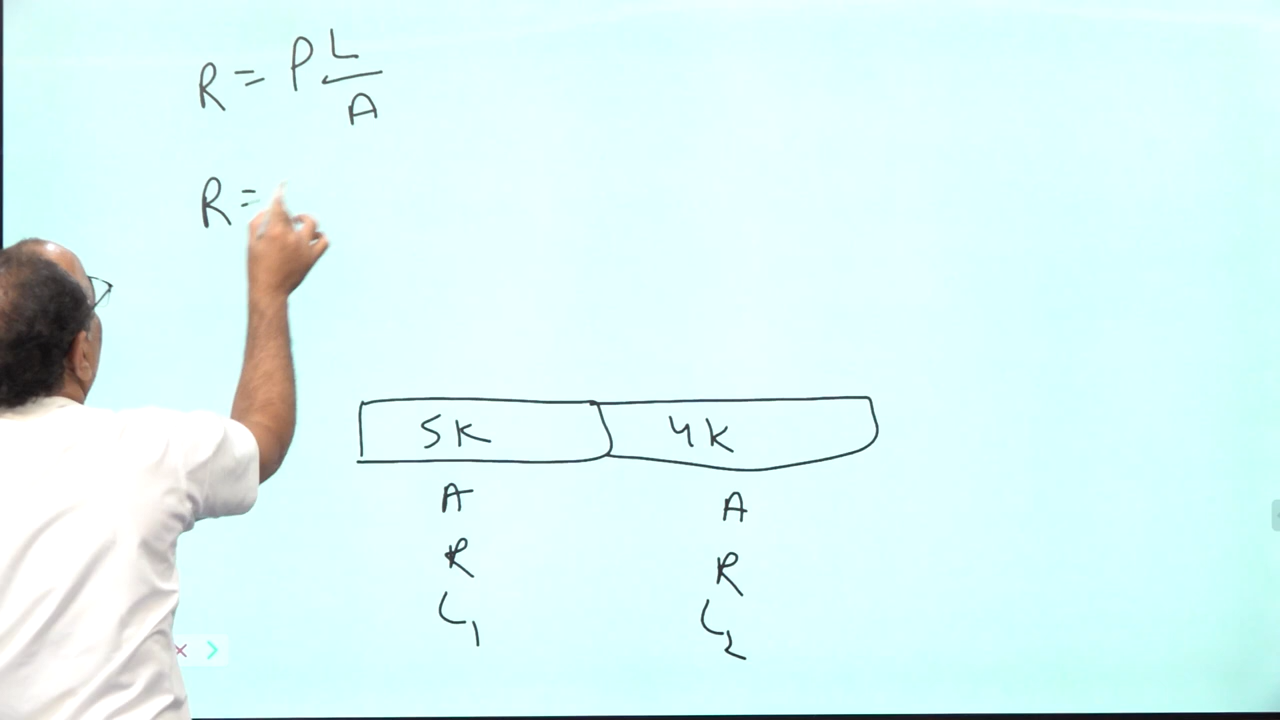 R = ρ L/A
R =
5K 4K
A A
R R
L1 L2